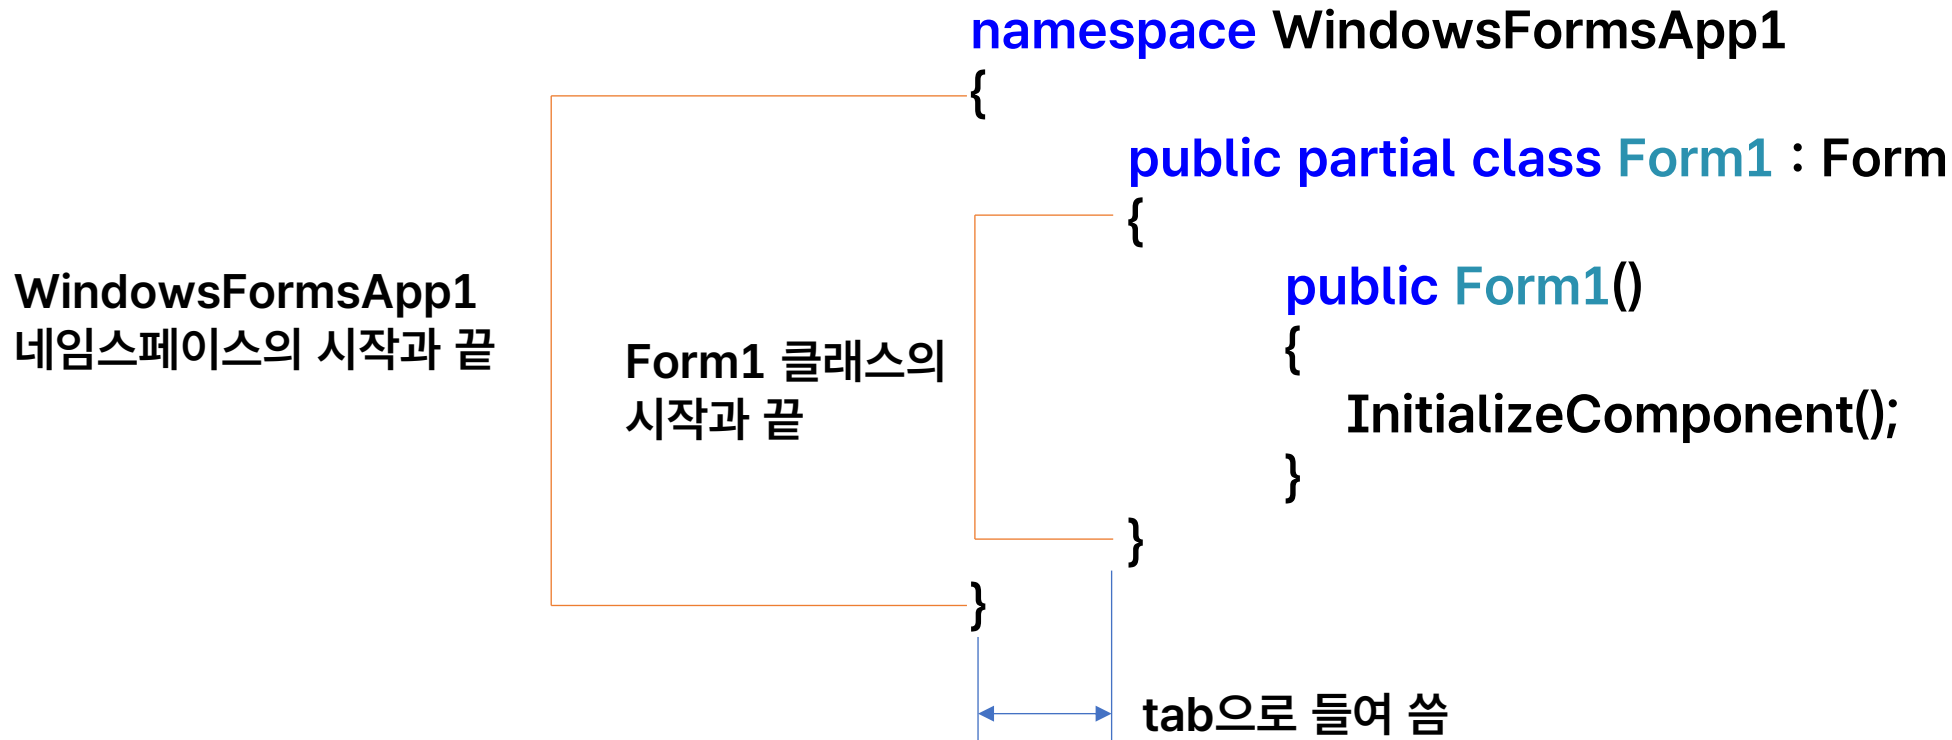 namespace WindowsFormsApp1
{
public partial class Form1 : Form
{
public Form1()
{
InitializeComponent();
}
}
}
WindowsFormsApp1
네임스페이스의 시작과 끝
Form1 클래스의
시작과 끝
tab으로 들여 씀